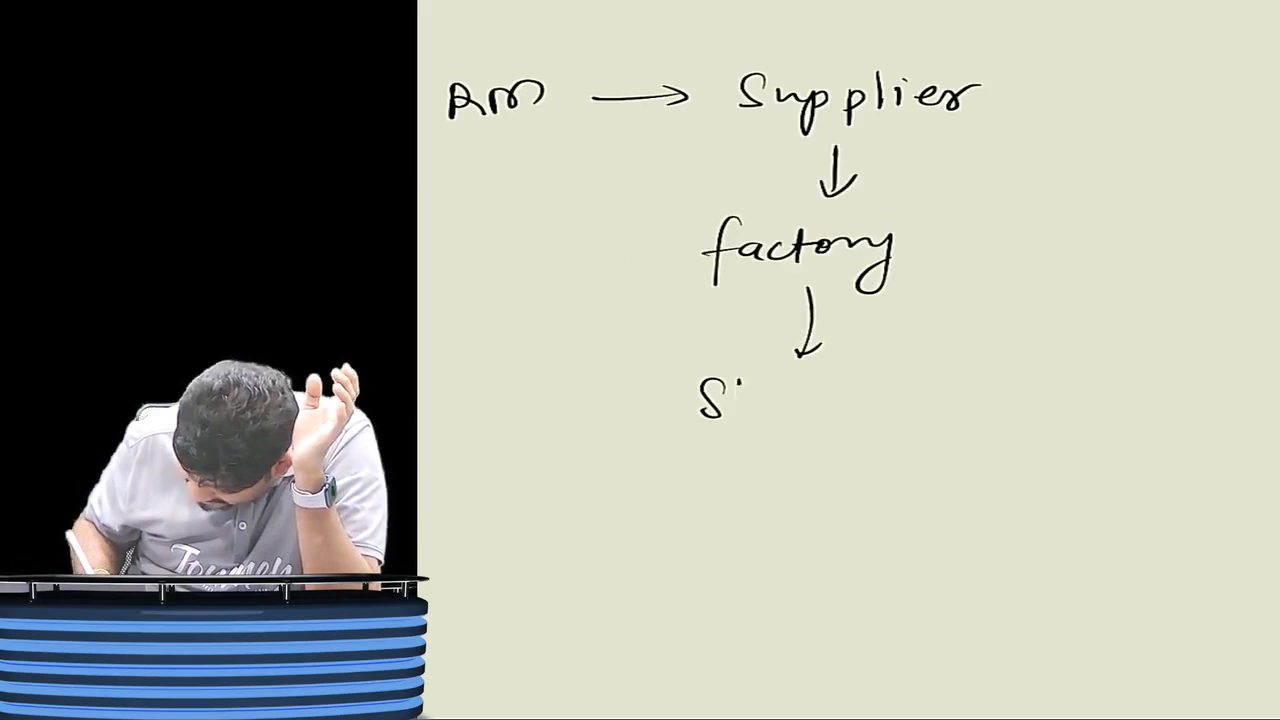 RM → Supplier
↓
factory
↓
S